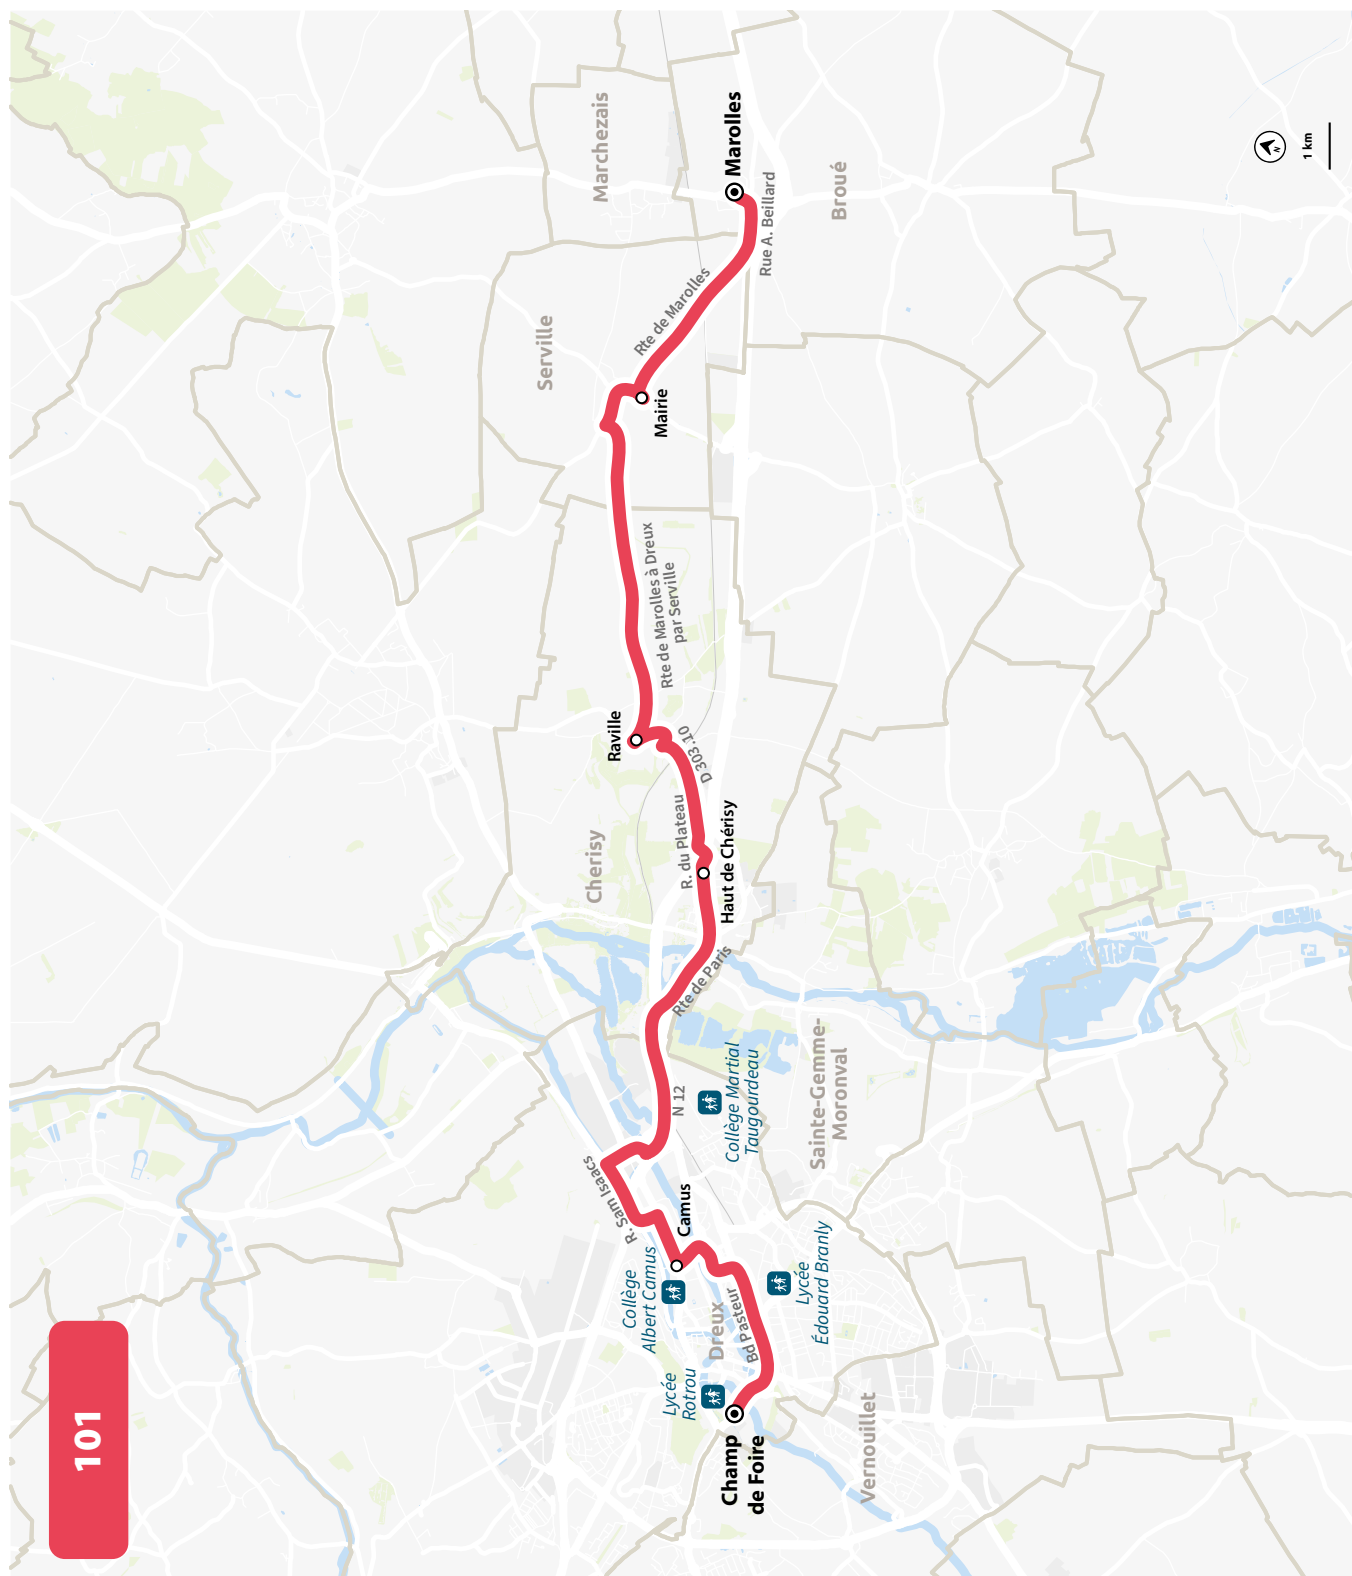 101
Champ
de Foire
Lycée
Rotrou
Collège
Albert Camus
R. Sam Isaacs
Camus
Dreux
Bd Pasteur
Lycée
Édouard Branly
Vernouillet
Collège Martial
Taugourdeau
N 12
Sainte-Gemme-
Moronval
Rte de Paris
Cherisy
R. du Plateau
Haut de Chérisy
Raville
D 303.10
Rte de Marolles à Dreux
par Serville
Serville
Mairie
Rte de Marolles
Marchezais
Marolles
Rue A. Beillard
Broué
N
1 km